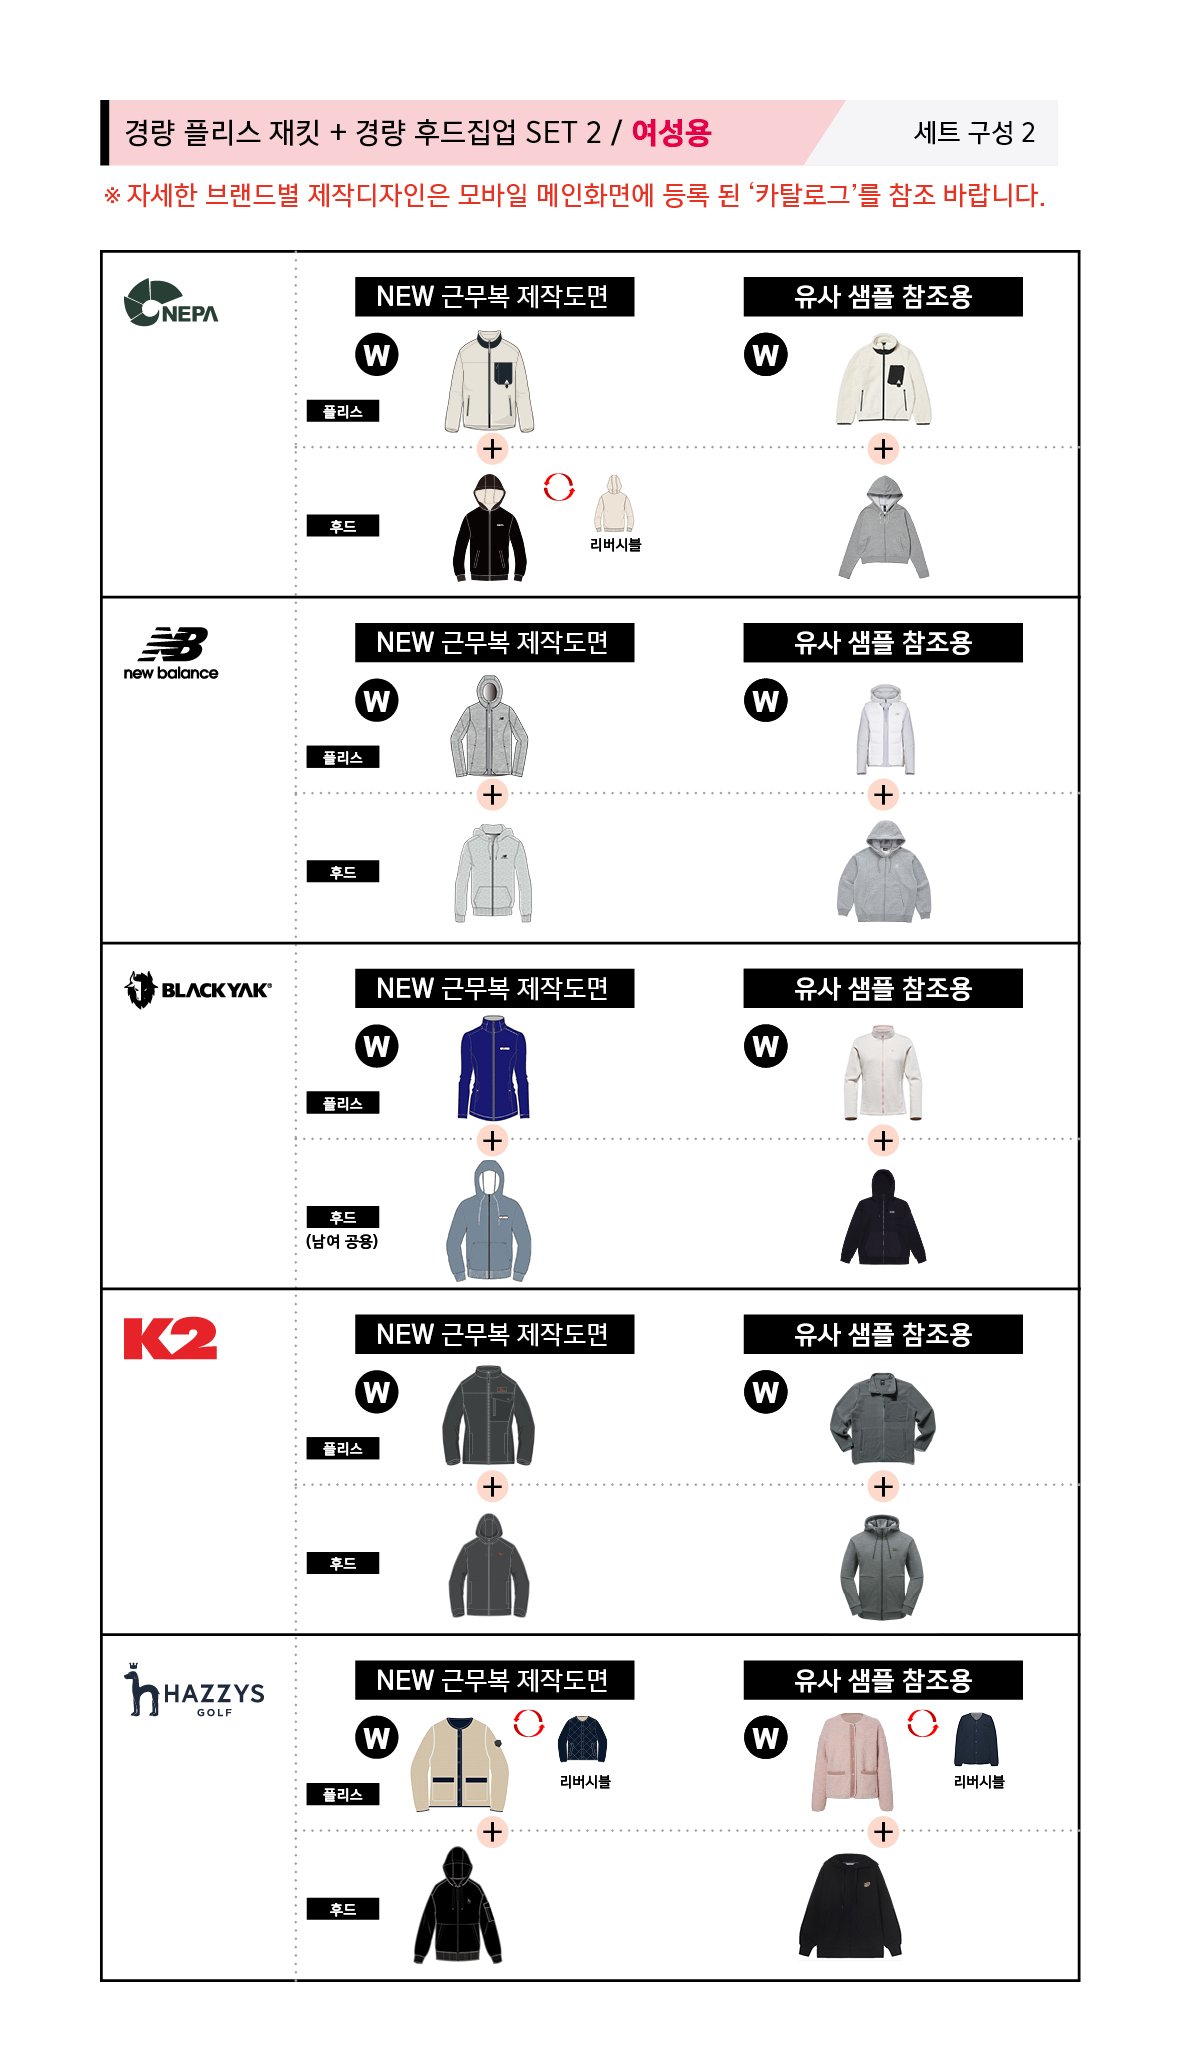 경량 플리스 재킷 + 경량 후드집업 SET 2 / 여성용
세트 구성 2
※ 자세한 브랜드별 제작디자인은 모바일 메인화면에 등록 된 ‘카탈로그’를 참조 바랍니다.
NEPA
NEW 근무복 제작도면
유사 샘플 참조용
W
W
플리스
+
+
후드
리버시블
NB
new balance
NEW 근무복 제작도면
유사 샘플 참조용
W
W
플리스
+
+
후드
BLACKYAK®
NEW 근무복 제작도면
유사 샘플 참조용
W
W
플리스
+
+
후드
(남여 공용)
K2
NEW 근무복 제작도면
유사 샘플 참조용
W
W
플리스
+
+
후드
HAZZYS
GOLF
NEW 근무복 제작도면
유사 샘플 참조용
W
W
리버시블
리버시블
플리스
+
+
후드